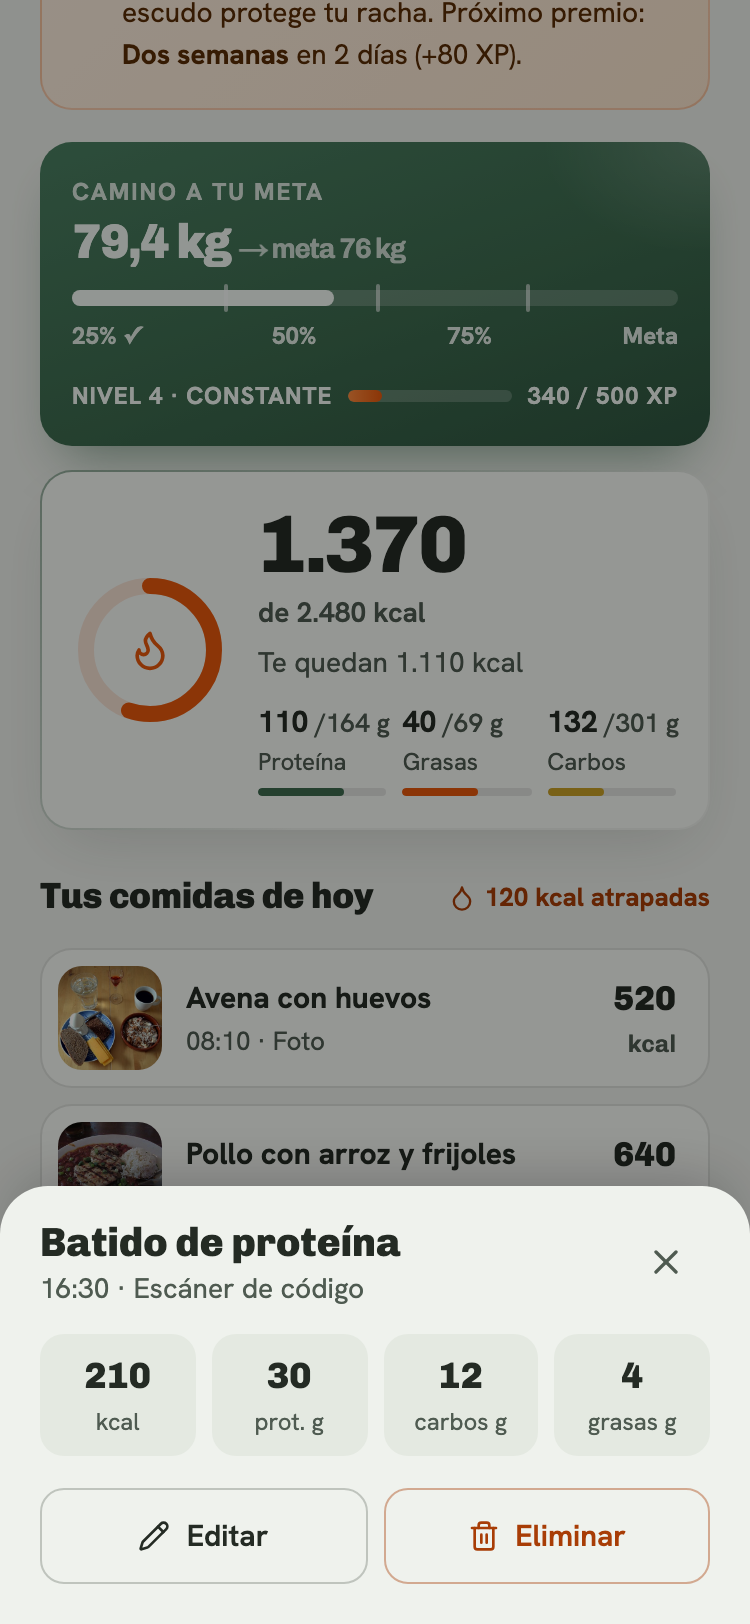 escudo protege tu racha. Próximo premio:
Dos semanas en 2 días (+80 XP).
CAMINO A TU META
79,4 kg → meta 76 kg
25% ✓ 50% 75% Meta
NIVEL 4 · CONSTANTE 340 / 500 XP
1.370
de 2.480 kcal
Te quedan 1.110 kcal
110 /164 g 40 /69 g 132 /301 g
Proteína Grasas Carbos
Tus comidas de hoy 120 kcal atrapadas
Avena con huevos 520
08:10 · Foto kcal
Pollo con arroz y frijoles 640
Batido de proteína
16:30 · Escáner de código
210 30 12 4
kcal prot. g carbos g grasas g
Editar Eliminar